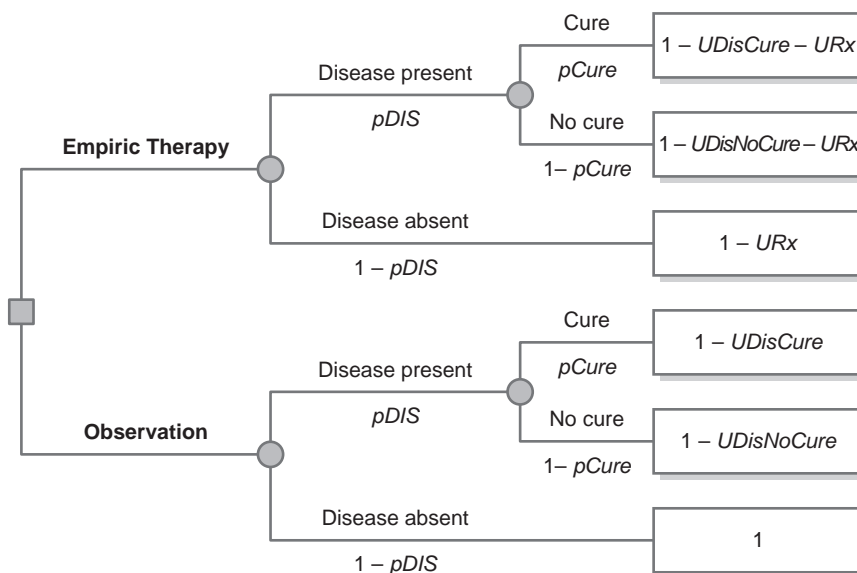 Cure
1 – UDisCure – URx
Disease present
pCure
pDIS
No cure
1 – UDisNoCure – URx
Empiric Therapy
1– pCure
Disease absent
1 – URx
1 – pDIS
Cure
1 – UDisCure
Disease present
pCure
pDIS
No cure
1 – UDisNoCure
Observation
1– pCure
Disease absent
1
1 – pDIS